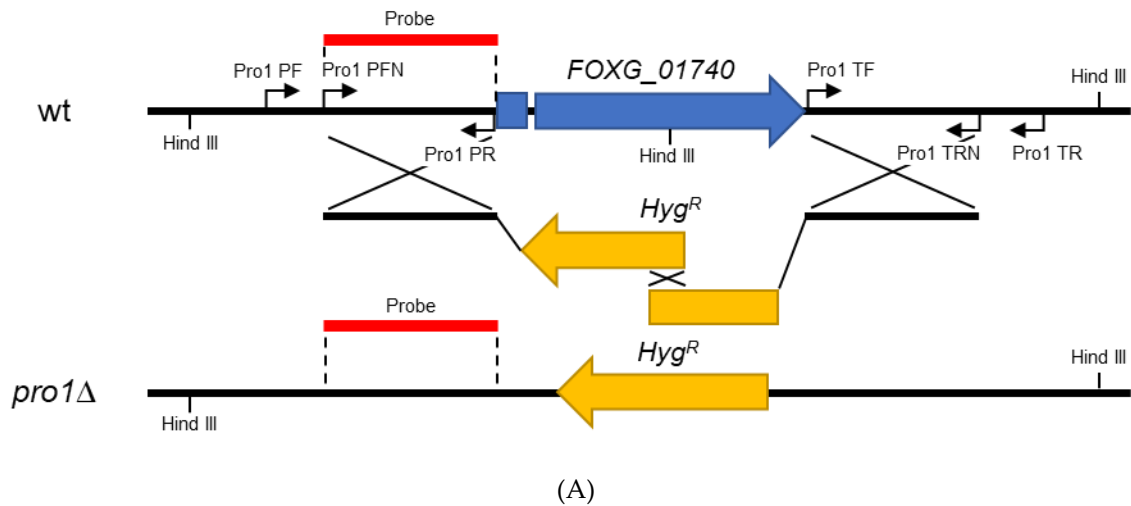 Probe
Pro1 PF
Pro1 PFN
FOXG_01740
Pro1 TF
Hind III
wt
Hind III
Pro1 PR
Hind III
Pro1 TRN
Pro1 TR
Hyg^R
Probe
Hyg^R
Hind III
pro1Δ
Hind III
(A)